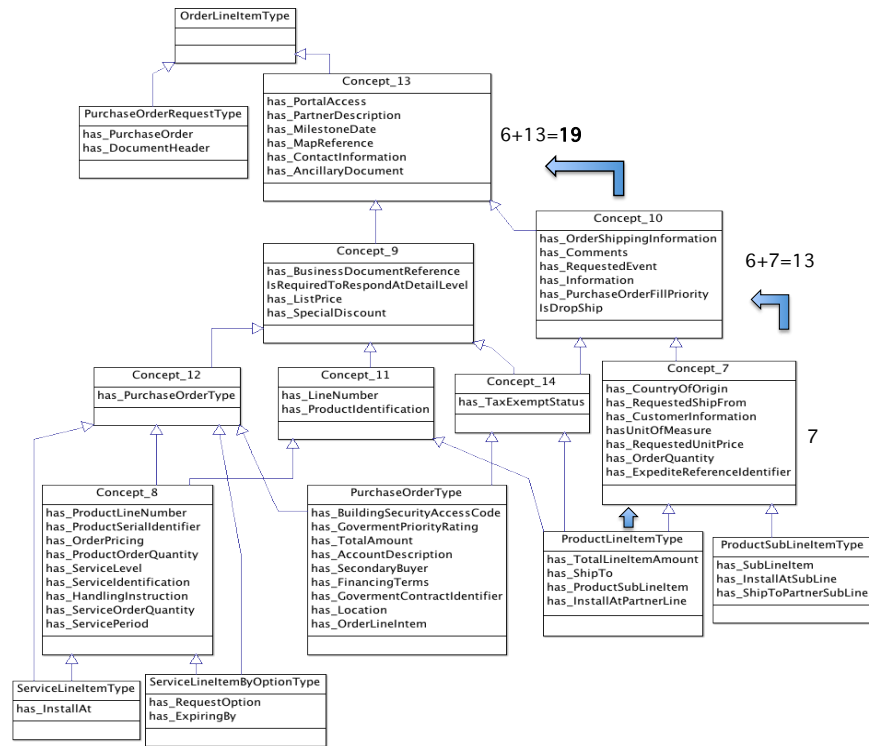 OrderLineItemType
Concept_13
has_PortalAccess
has_PartnerDescription
has_MilestoneDate
has_MapReference
has_ContactInformation
has_AncillaryDocument
PurchaseOrderRequestType
has_PurchaseOrder
has_DocumentHeader
6+13=19
Concept_10
has_OrderShippingInformation
has_Comments
has_RequestedEvent
has_Information
has_PurchaseOrderFillPriority
IsDropShip
6+7=13
Concept_9
has_BusinessDocumentReference
IsRequiredToRespondAtDetailLevel
has_ListPrice
has_SpecialDiscount
Concept_12
has_PurchaseOrderType
Concept_11
has_LineNumber
has_ProductIdentification
Concept_14
has_TaxExemptStatus
Concept_7
has_CountryOfOrigin
has_RequestedShipFrom
has_CustomerInformation
hasUnitOfMeasure
has_RequestedUnitPrice
has_OrderQuantity
has_ExpediteReferenceIdentifier
7
Concept_8
has_ProductLineNumber
has_ProductSerialIdentifier
has_OrderPricing
has_ProductOrderQuantity
has_ServiceLevel
has_ServiceIdentification
has_HandlingInstruction
has_ServiceOrderQuantity
has_ServicePeriod
PurchaseOrderType
has_BuildingSecurityAccessCode
has_GovermentPriorityRating
has_TotalAmount
has_AccountDescription
has_SecondaryBuyer
has_FinancingTerms
has_GovermentContractIdentifier
has_Location
has_OrderLineIntem
ProductLineItemType
has_TotalLineItemAmount
has_ShipTo
has_ProductSubLineItem
has_InstallAtPartnerLine
ProductSubLineItemType
has_SubLineItem
has_InstallAtSubLine
has_ShipToPartnerSubLine
ServiceLineItemType
has_InstallAt
ServiceLineItemByOptionType
has_RequestOption
has_ExpiringBy